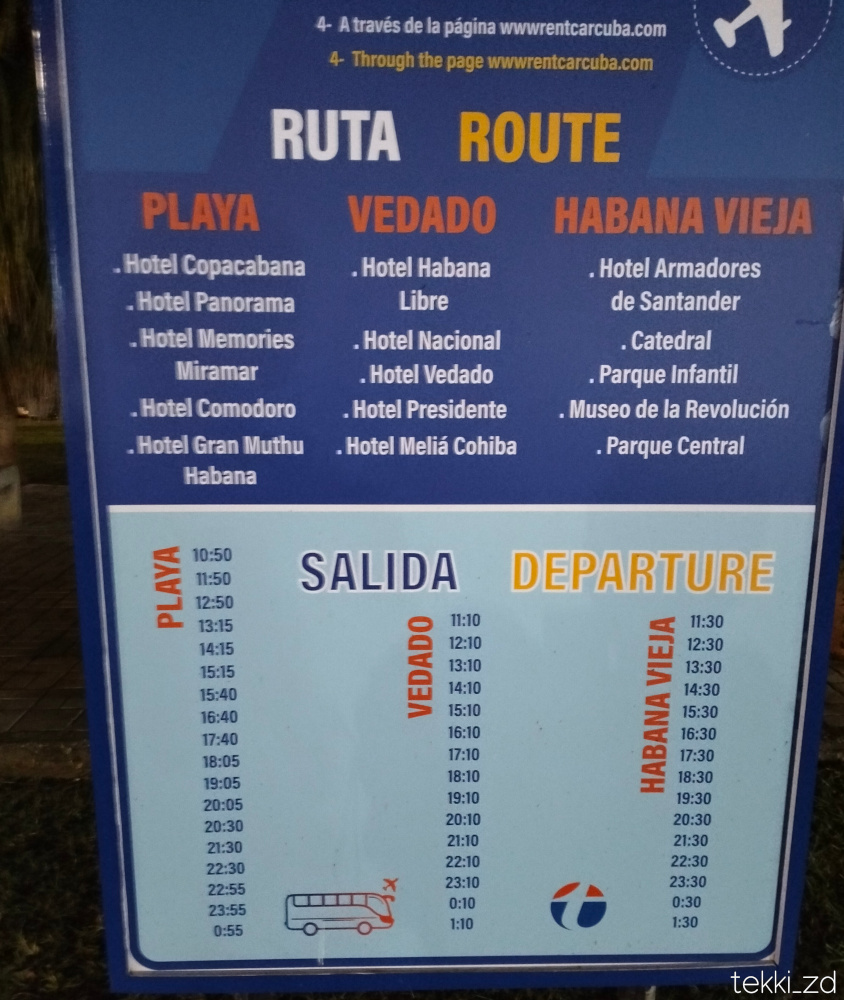 4- A través de la página wwwrentcarcuba.com
4- Through the page wwwrentcarcuba.com
RUTA ROUTE
PLAYA
. Hotel Copacabana
. Hotel Panorama
. Hotel Memories
Miramar
. Hotel Comodoro
. Hotel Gran Muthu
Habana
VEDADO
. Hotel Habana
Libre
. Hotel Nacional
. Hotel Vedado
. Hotel Presidente
. Hotel Meliá Cohiba
HABANA VIEJA
. Hotel Armadores
de Santander
. Catedral
. Parque Infantil
. Museo de la Revolución
. Parque Central
SALIDA DEPARTURE
PLAYA
10:50
11:50
12:50
13:15
14:15
15:15
15:40
16:40
17:40
18:05
19:05
20:05
20:30
21:30
22:30
22:55
23:55
0:55
VEDADO
11:10
12:10
13:10
14:10
15:10
16:10
17:10
18:10
19:10
20:10
21:10
22:10
23:10
0:10
1:10
HABANA VIEJA
11:30
12:30
13:30
14:30
15:30
16:30
17:30
18:30
19:30
20:30
21:30
22:30
23:30
0:30
1:30
tekki_zd